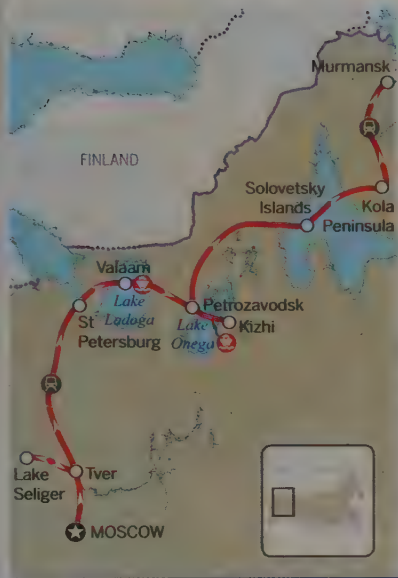 Murmansk
FINLAND
Solovetsky
Islands
Kola
Peninsula
Valaam
Lake
Ladoga
St
Petersburg
Petrozavodsk
Kizhi
Lake
Onega
Lake
Seliger
Tver
MOSCOW